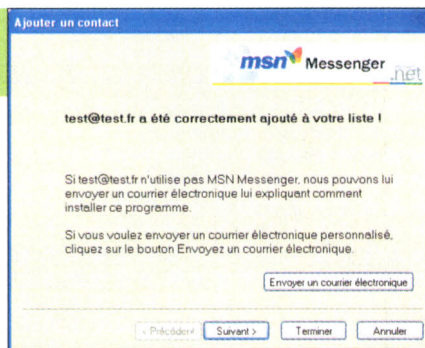 Ajouter un contact
msn Messenger
.net
test@test.fr a été correctement ajouté à votre liste !
Si test@test.fr n'utilise pas MSN Messenger, nous pouvons lui
envoyer un courrier électronique lui expliquant comment
installer ce programme.
Si vous voulez envoyer un courrier électronique personnalisé,
cliquez sur le bouton Envoyez un courrier électronique.
Envoyer un courrier électronique
< Précédent Suivant > Terminer Annuler